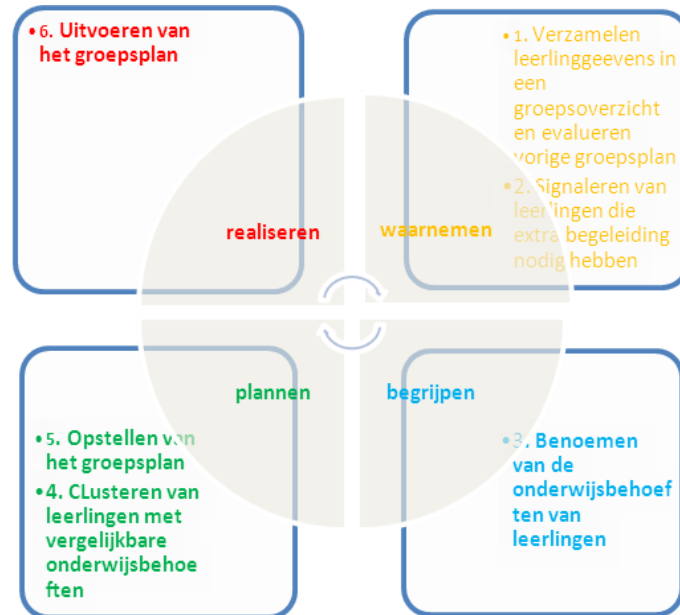 • 6. Uitvoeren van
het groepsplan
• 1. Verzamelen
leerlinggeevens in
een
groepsoverzicht
en evalueren
vorige groepsplan
• 2. Signaleren van
leerlingen die
extra begeleiding
nodig hebben
realiseren
waarnemen
plannen
begrijpen
• 5. Opstellen van
het groepsplan
• 4. CLusteren van
leerlingen met
vergelijkbare
onderwijsbehoe
ften
• 3. Benoemen
van de
onderwijsbehoef
ten van
leerlingen